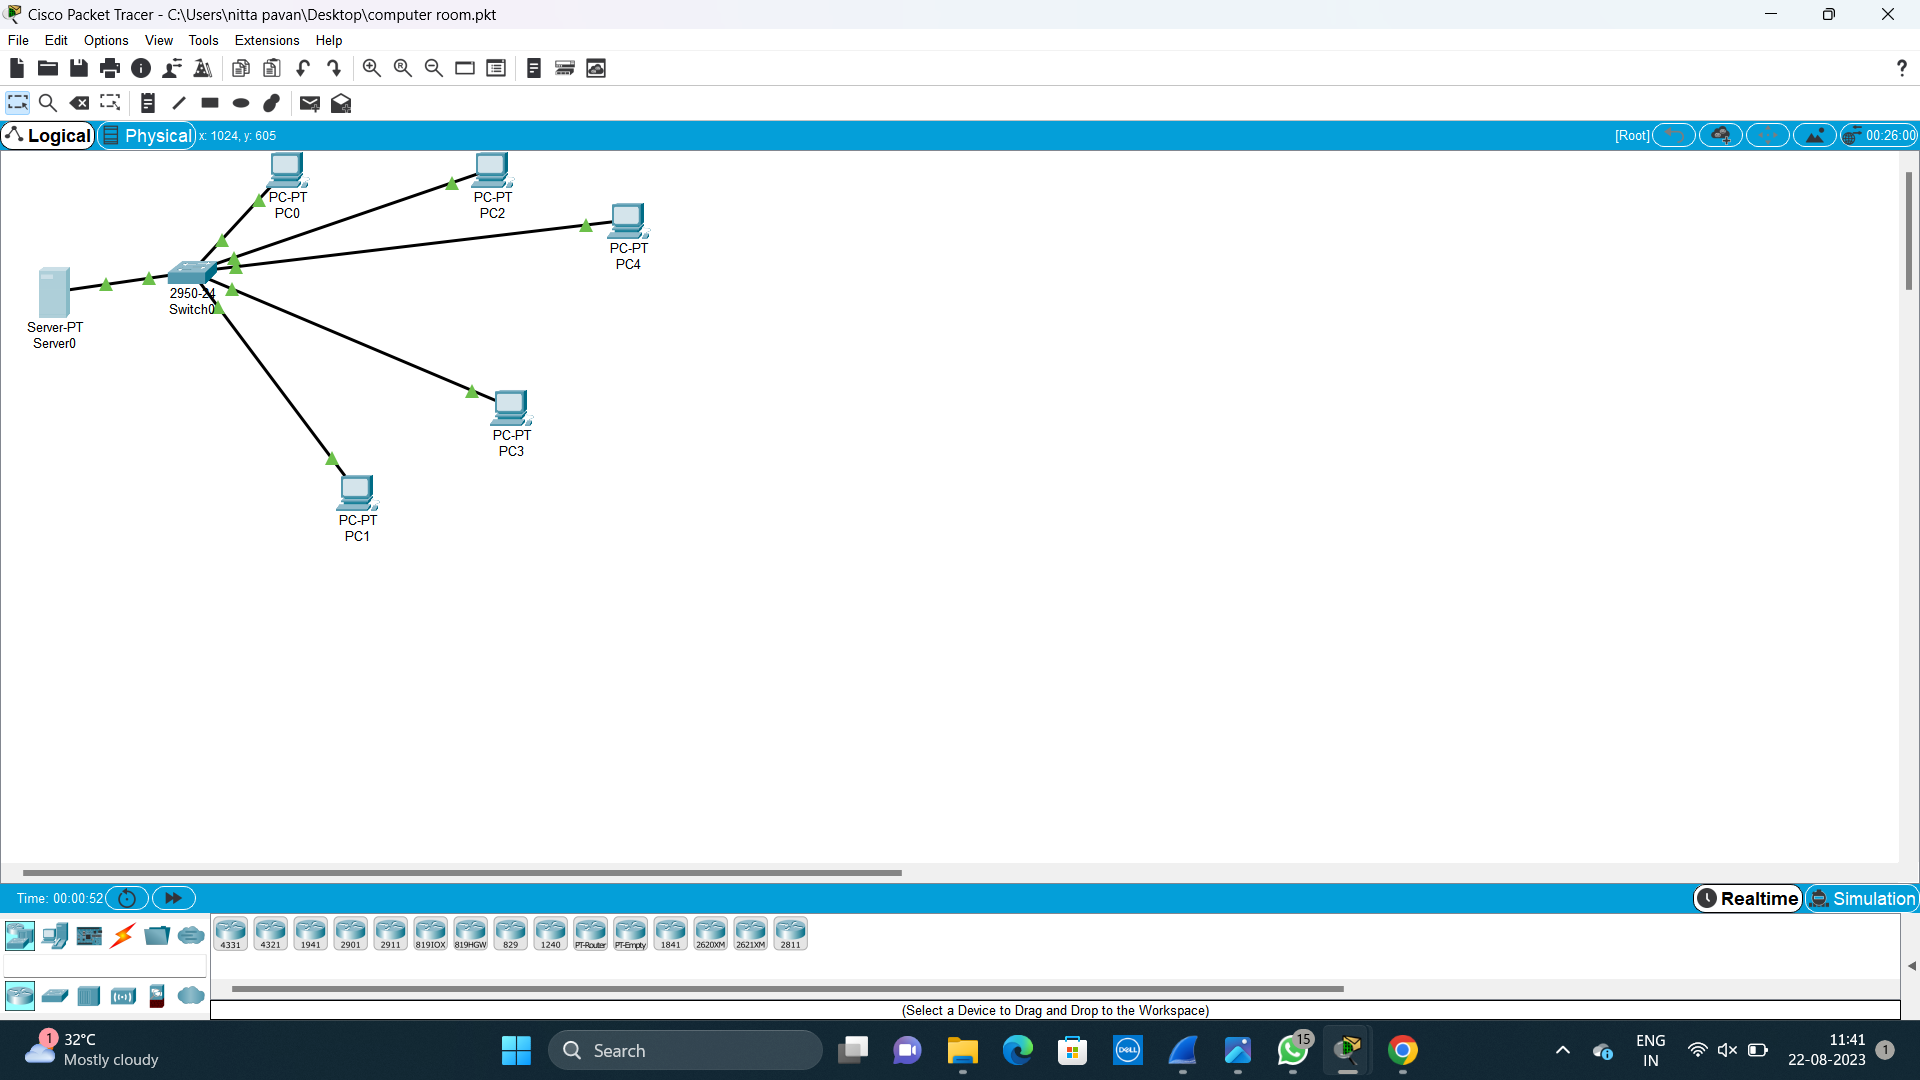 Cisco Packet Tracer - C:\Users\nitta pavan\Desktop\computer room.pkt
File Edit Options View Tools Extensions Help
?
Logical Physical x: 1024, y: 605 [Root] 00:26:00
PC-PT
PC0
PC-PT
PC2
PC-PT
PC4
2950-24
Switch0
Server-PT
Server0
PC-PT
PC3
PC-PT
PC1
Time: 00:00:52 Realtime Simulation
4331 4321 1941 2901 2911 819IOX 819HGW 829 1240 PT-Router PT-Empty 1841 2620XM 2621XM 2811
(Select a Device to Drag and Drop to the Workspace)
1
32°C
Mostly cloudy
Search
DELL
15
ENG
IN
11:41
22-08-2023
1